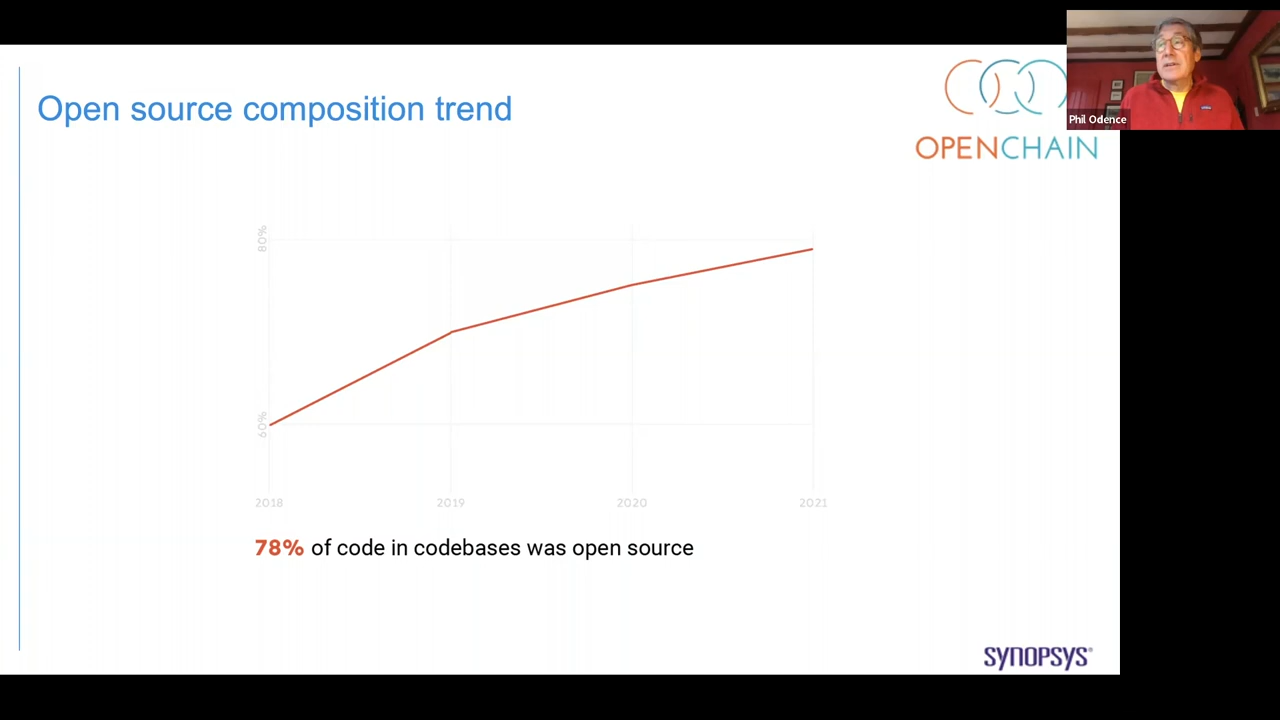 Open source composition trend
OPENCHAIN
Phil Odence
80%
60%
2018 2019 2020 2021
78% of code in codebases was open source
SYNOPSYS®